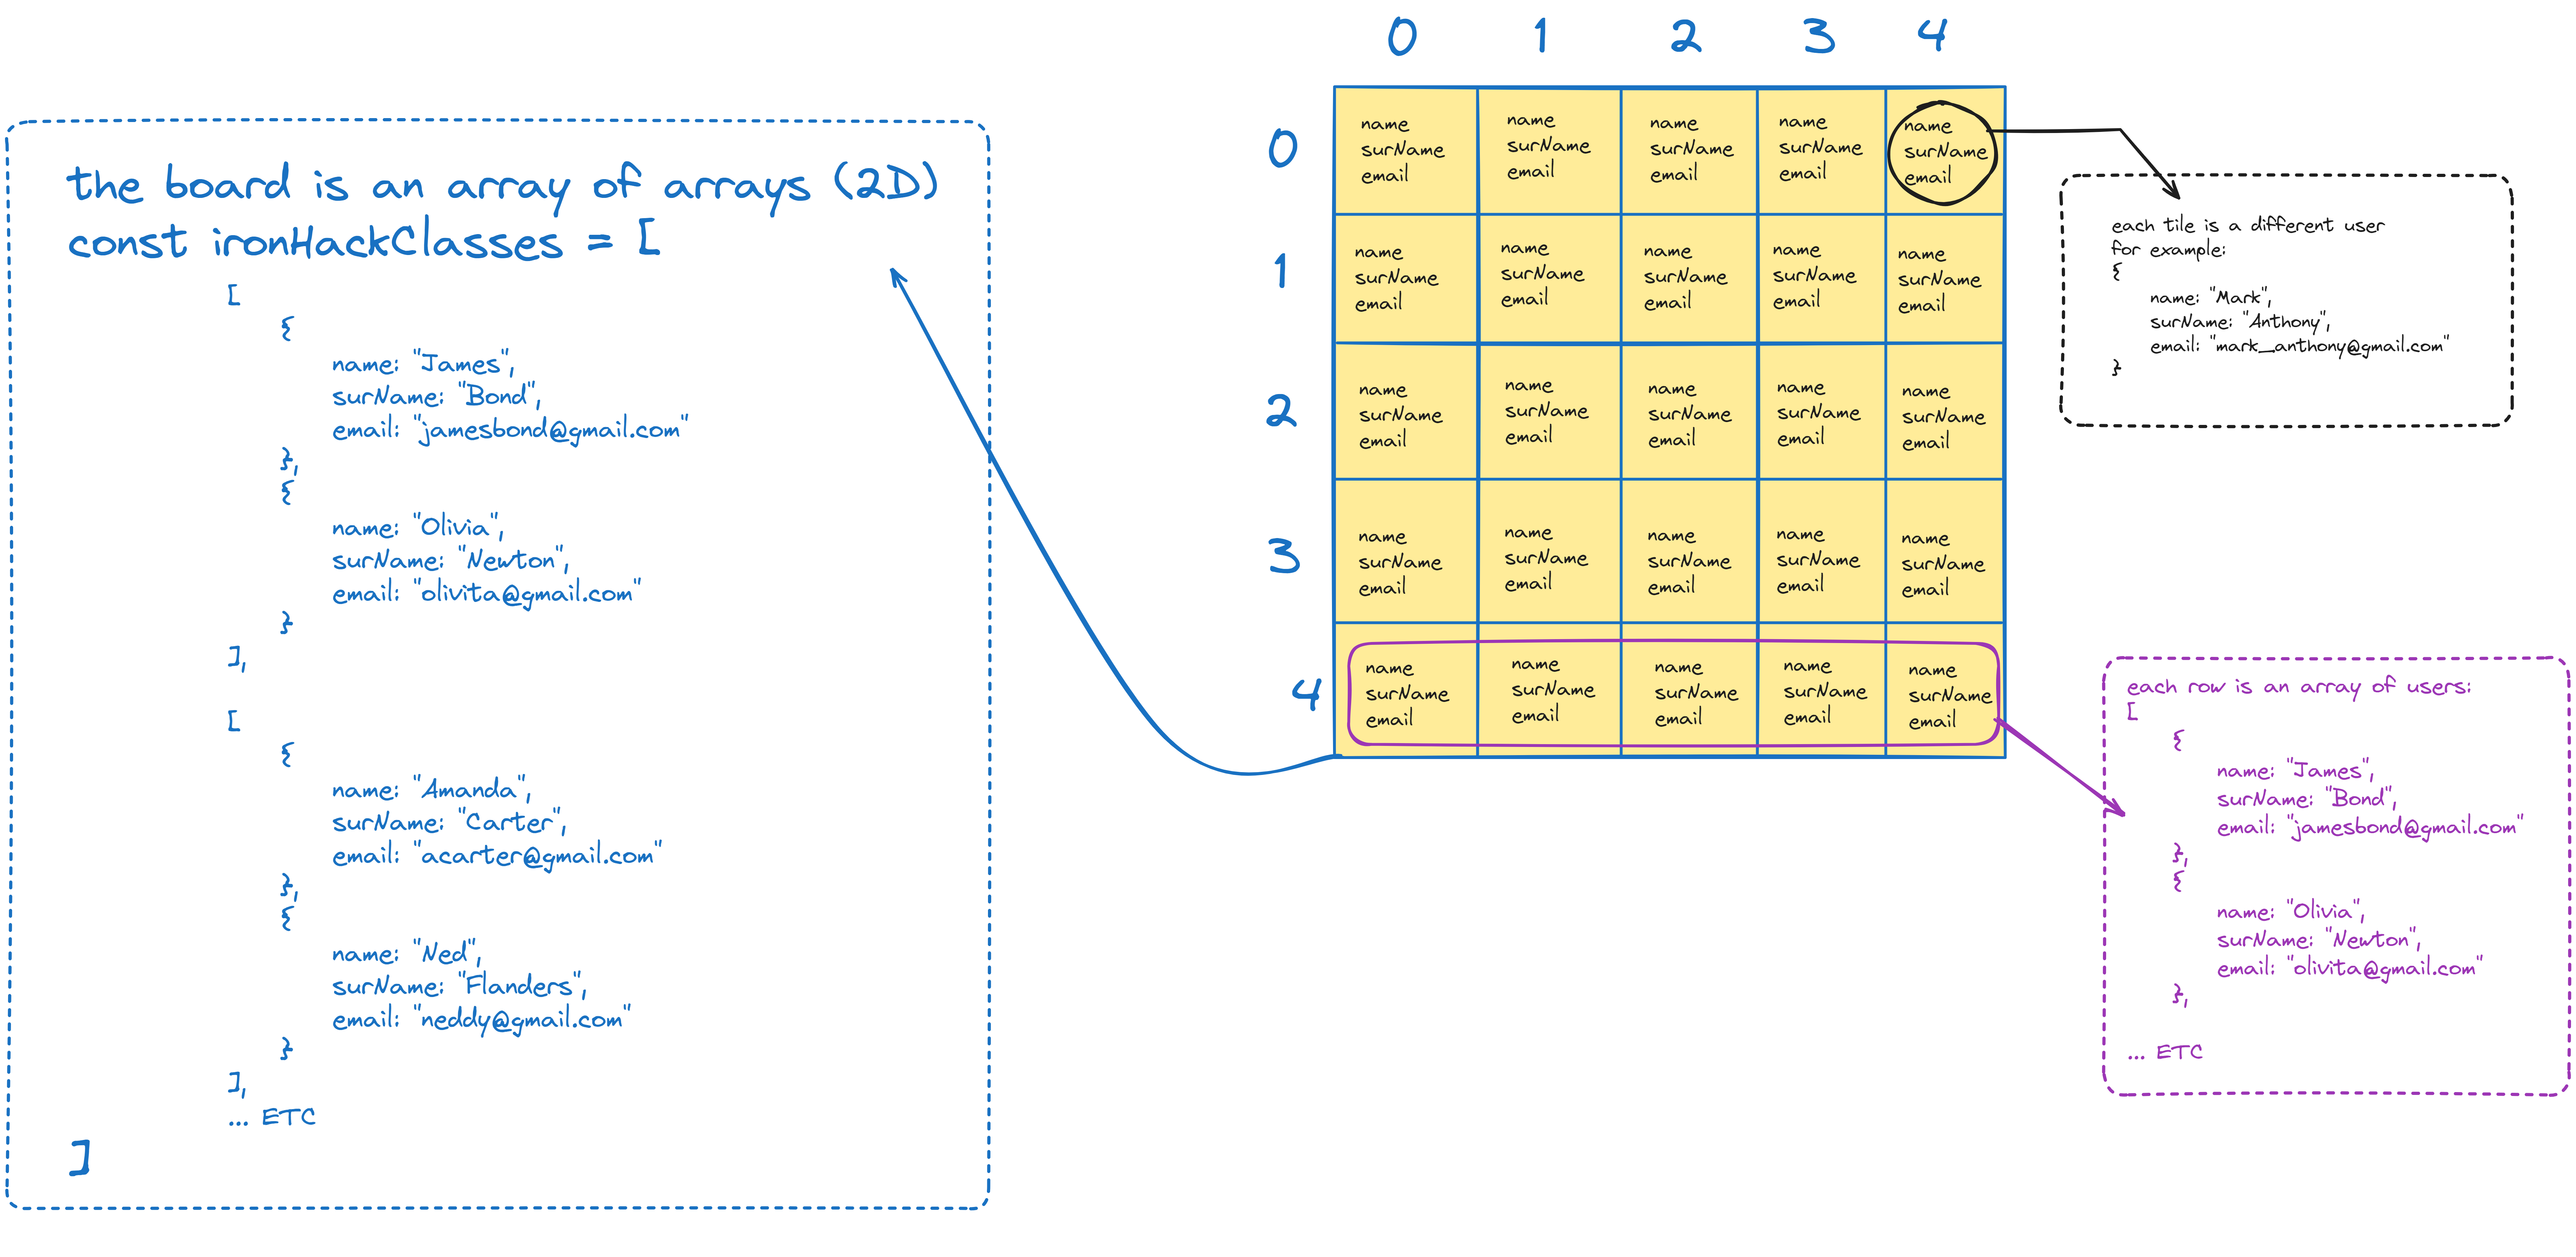 the board is an array of arrays (2D)
const ironHackClasses = [
[
{
name: "James",
surName: "Bond",
email: "jamesbond@gmail.com"
},
{
name: "Olivia",
surName: "Newton",
email: "olivita@gmail.com"
}
],
[
{
name: "Amanda",
surName: "Carter",
email: "acarter@gmail.com"
},
{
name: "Ned",
surName: "Flanders",
email: "neddy@gmail.com"
}
],
... ETC
]
0 1 2 3 4
0
name name name name name
surName surName surName surName surName
email email email email email
1
name name name name name
surName surName surName surName surName
email email email email email
2
name name name name name
surName surName surName surName surName
email email email email email
3
name name name name name
surName surName surName surName surName
email email email email email
4
name name name name name
surName surName surName surName surName
email email email email email
each tile is a different user
for example:
{
name: "Mark",
surName: "Anthony",
email: "mark_anthony@gmail.com"
}
each row is an array of users:
[
{
name: "James",
surName: "Bond",
email: "jamesbond@gmail.com"
},
{
name: "Olivia",
surName: "Newton",
email: "olivita@gmail.com"
},
... ETC